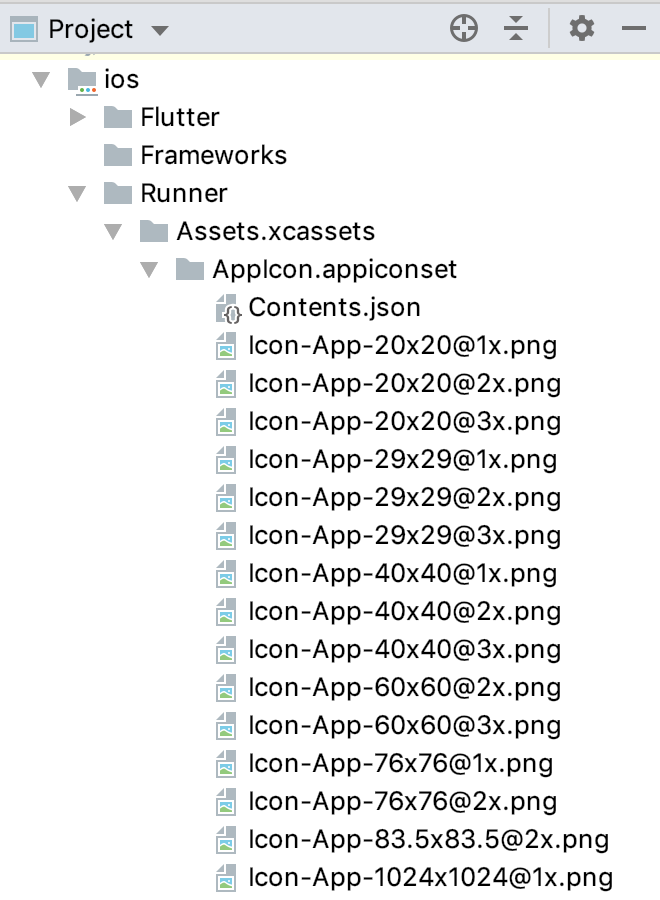 Project
ios
Flutter
Frameworks
Runner
Assets.xcassets
AppIcon.appiconset
Contents.json
Icon-App-20x20@1x.png
Icon-App-20x20@2x.png
Icon-App-20x20@3x.png
Icon-App-29x29@1x.png
Icon-App-29x29@2x.png
Icon-App-29x29@3x.png
Icon-App-40x40@1x.png
Icon-App-40x40@2x.png
Icon-App-40x40@3x.png
Icon-App-60x60@2x.png
Icon-App-60x60@3x.png
Icon-App-76x76@1x.png
Icon-App-76x76@2x.png
Icon-App-83.5x83.5@2x.png
Icon-App-1024x1024@1x.png